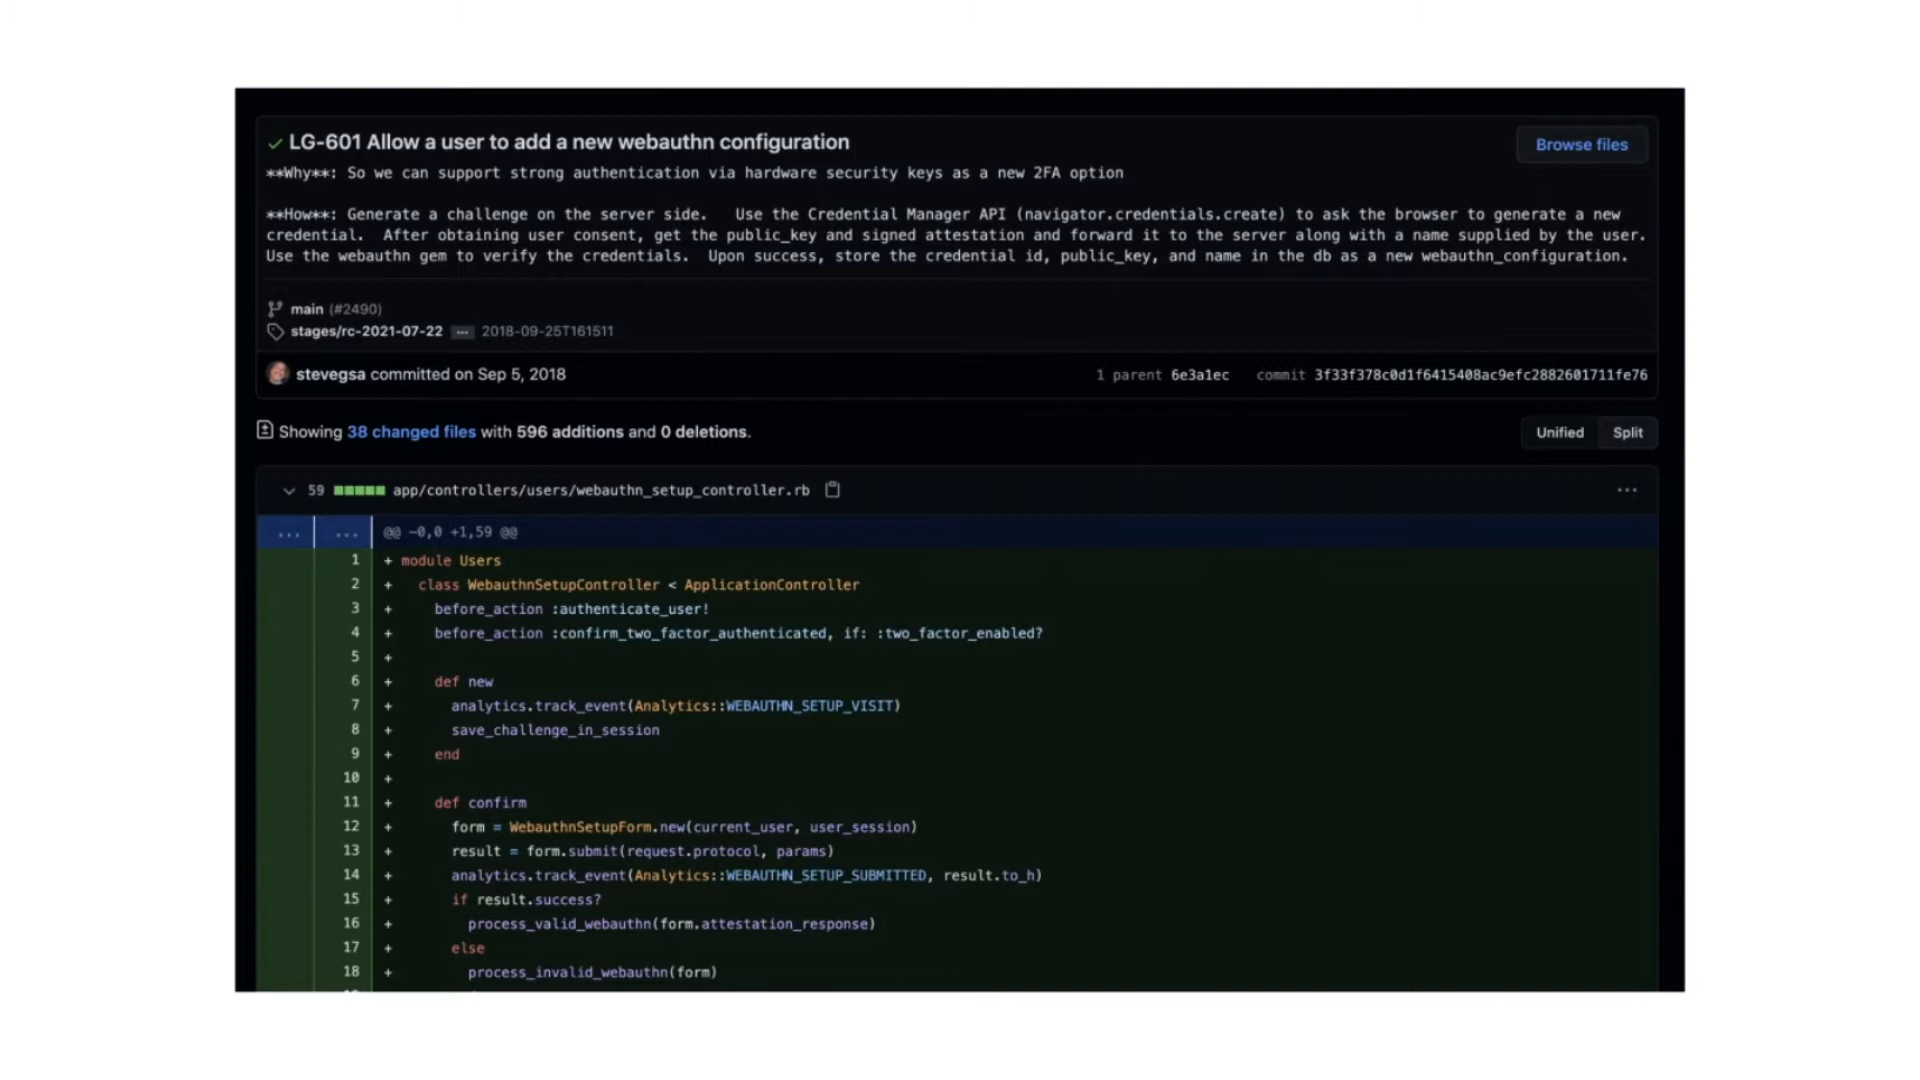 LG-601 Allow a user to add a new webauthn configuration
Browse files
**Why**: So we can support strong authentication via hardware security keys as a new 2FA option
**How**: Generate a challenge on the server side.   Use the Credential Manager API (navigator.credentials.create) to ask the browser to generate a new
credential.  After obtaining user consent, get the public_key and signed attestation and forward it to the server along with a name supplied by the user.
Use the webauthn gem to verify the credentials.  Upon success, store the credential id, public_key, and name in the db as a new webauthn_configuration.
main (#2490)
stages/rc-2021-07-22 ... 2018-09-25T161511
stevegsa committed on Sep 5, 2018
1 parent 6e3a1ec   commit 3f33f378c0d1f6415408ac9efc2882601711fe76
Showing 38 changed files with 596 additions and 0 deletions.
Unified   Split
59 app/controllers/users/webauthn_setup_controller.rb ...
... ... @@ -0,0 +1,59 @@
1 + module Users
2 +   class WebauthnSetupController < ApplicationController
3 +     before_action :authenticate_user!
4 +     before_action :confirm_two_factor_authenticated, if: :two_factor_enabled?
5 +
6 +     def new
7 +       analytics.track_event(Analytics::WEBAUTHN_SETUP_VISIT)
8 +       save_challenge_in_session
9 +     end
10 +
11 +     def confirm
12 +       form = WebauthnSetupForm.new(current_user, user_session)
13 +       result = form.submit(request.protocol, params)
14 +       analytics.track_event(Analytics::WEBAUTHN_SETUP_SUBMITTED, result.to_h)
15 +       if result.success?
16 +         process_valid_webauthn(form.attestation_response)
17 +       else
18 +         process_invalid_webauthn(form)